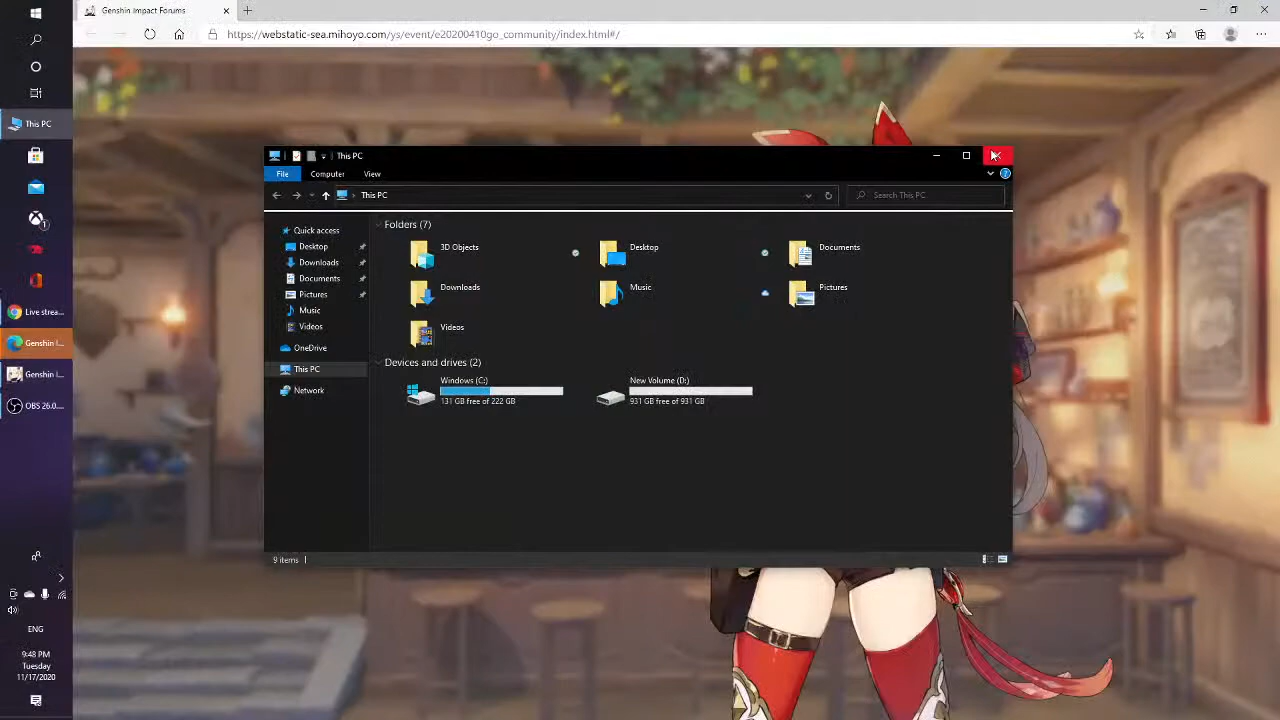 Genshin Impact Forums
https://webstatic-sea.mihoyo.com/ys/event/e20200410go_community/index.html#/
This PC
File
Computer
View
This PC
Search This PC
Quick access
Desktop
Downloads
Documents
Pictures
Music
Videos
OneDrive
This PC
Network
Folders (7)
3D Objects
Desktop
Documents
Downloads
Music
Pictures
Videos
Devices and drives (2)
Windows (C:)
131 GB free of 222 GB
New Volume (D:)
931 GB free of 931 GB
9 items
This PC
1
Live strea...
Genshin I...
Genshin I...
OBS 26.0....
ENG
9:48 PM
Tuesday
11/17/2020